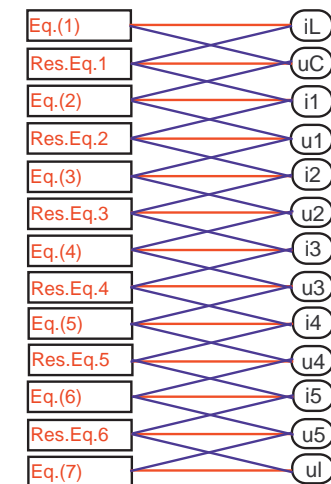 Eq.(1) iL
Res.Eq.1 uC
Eq.(2) i1
Res.Eq.2 u1
Eq.(3) i2
Res.Eq.3 u2
Eq.(4) i3
Res.Eq.4 u3
Eq.(5) i4
Res.Eq.5 u4
Eq.(6) i5
Res.Eq.6 u5
Eq.(7) ul